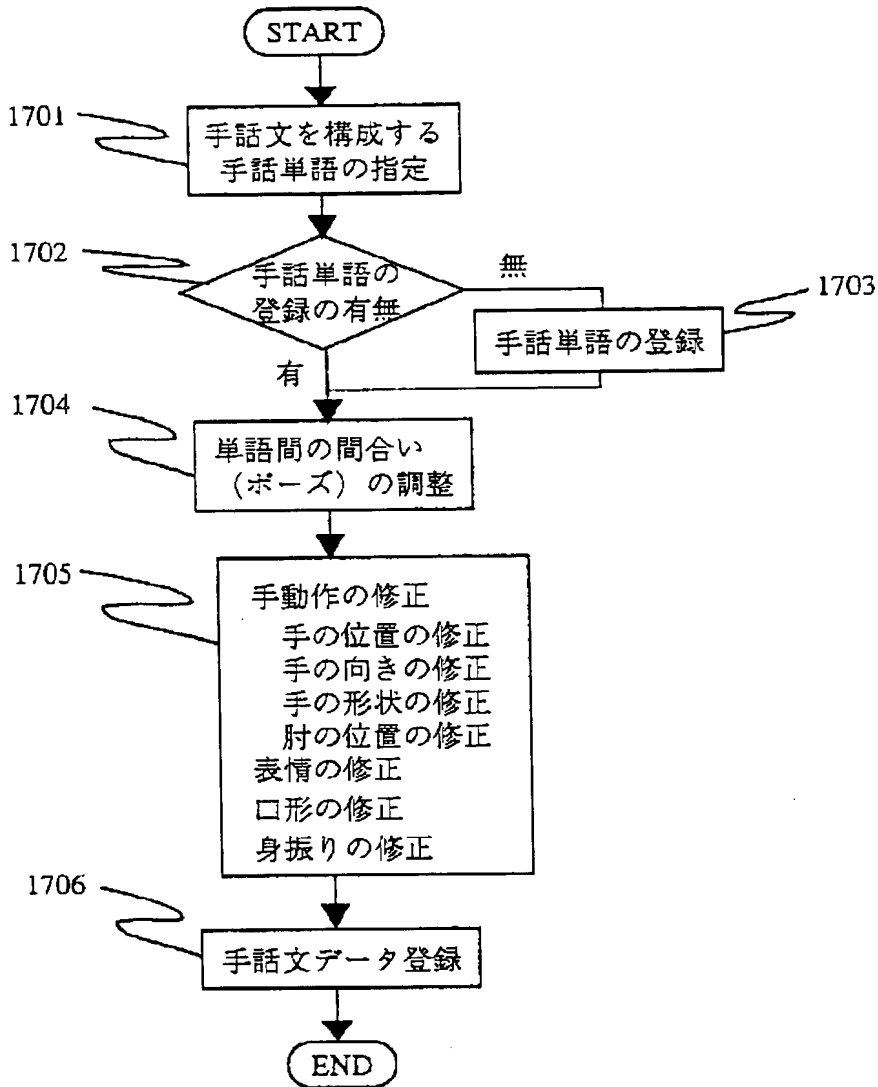 START
1701
手話文を構成する
手話単語の指定
1702
手話単語の
登録の有無
無
1703
手話単語の登録
有
1704
単語間の間合い
(ポーズ)の調整
1705
手動作の修正
手の位置の修正
手の向きの修正
手の形状の修正
肘の位置の修正
表情の修正
口形の修正
身振りの修正
1706
手話文データ登録
END